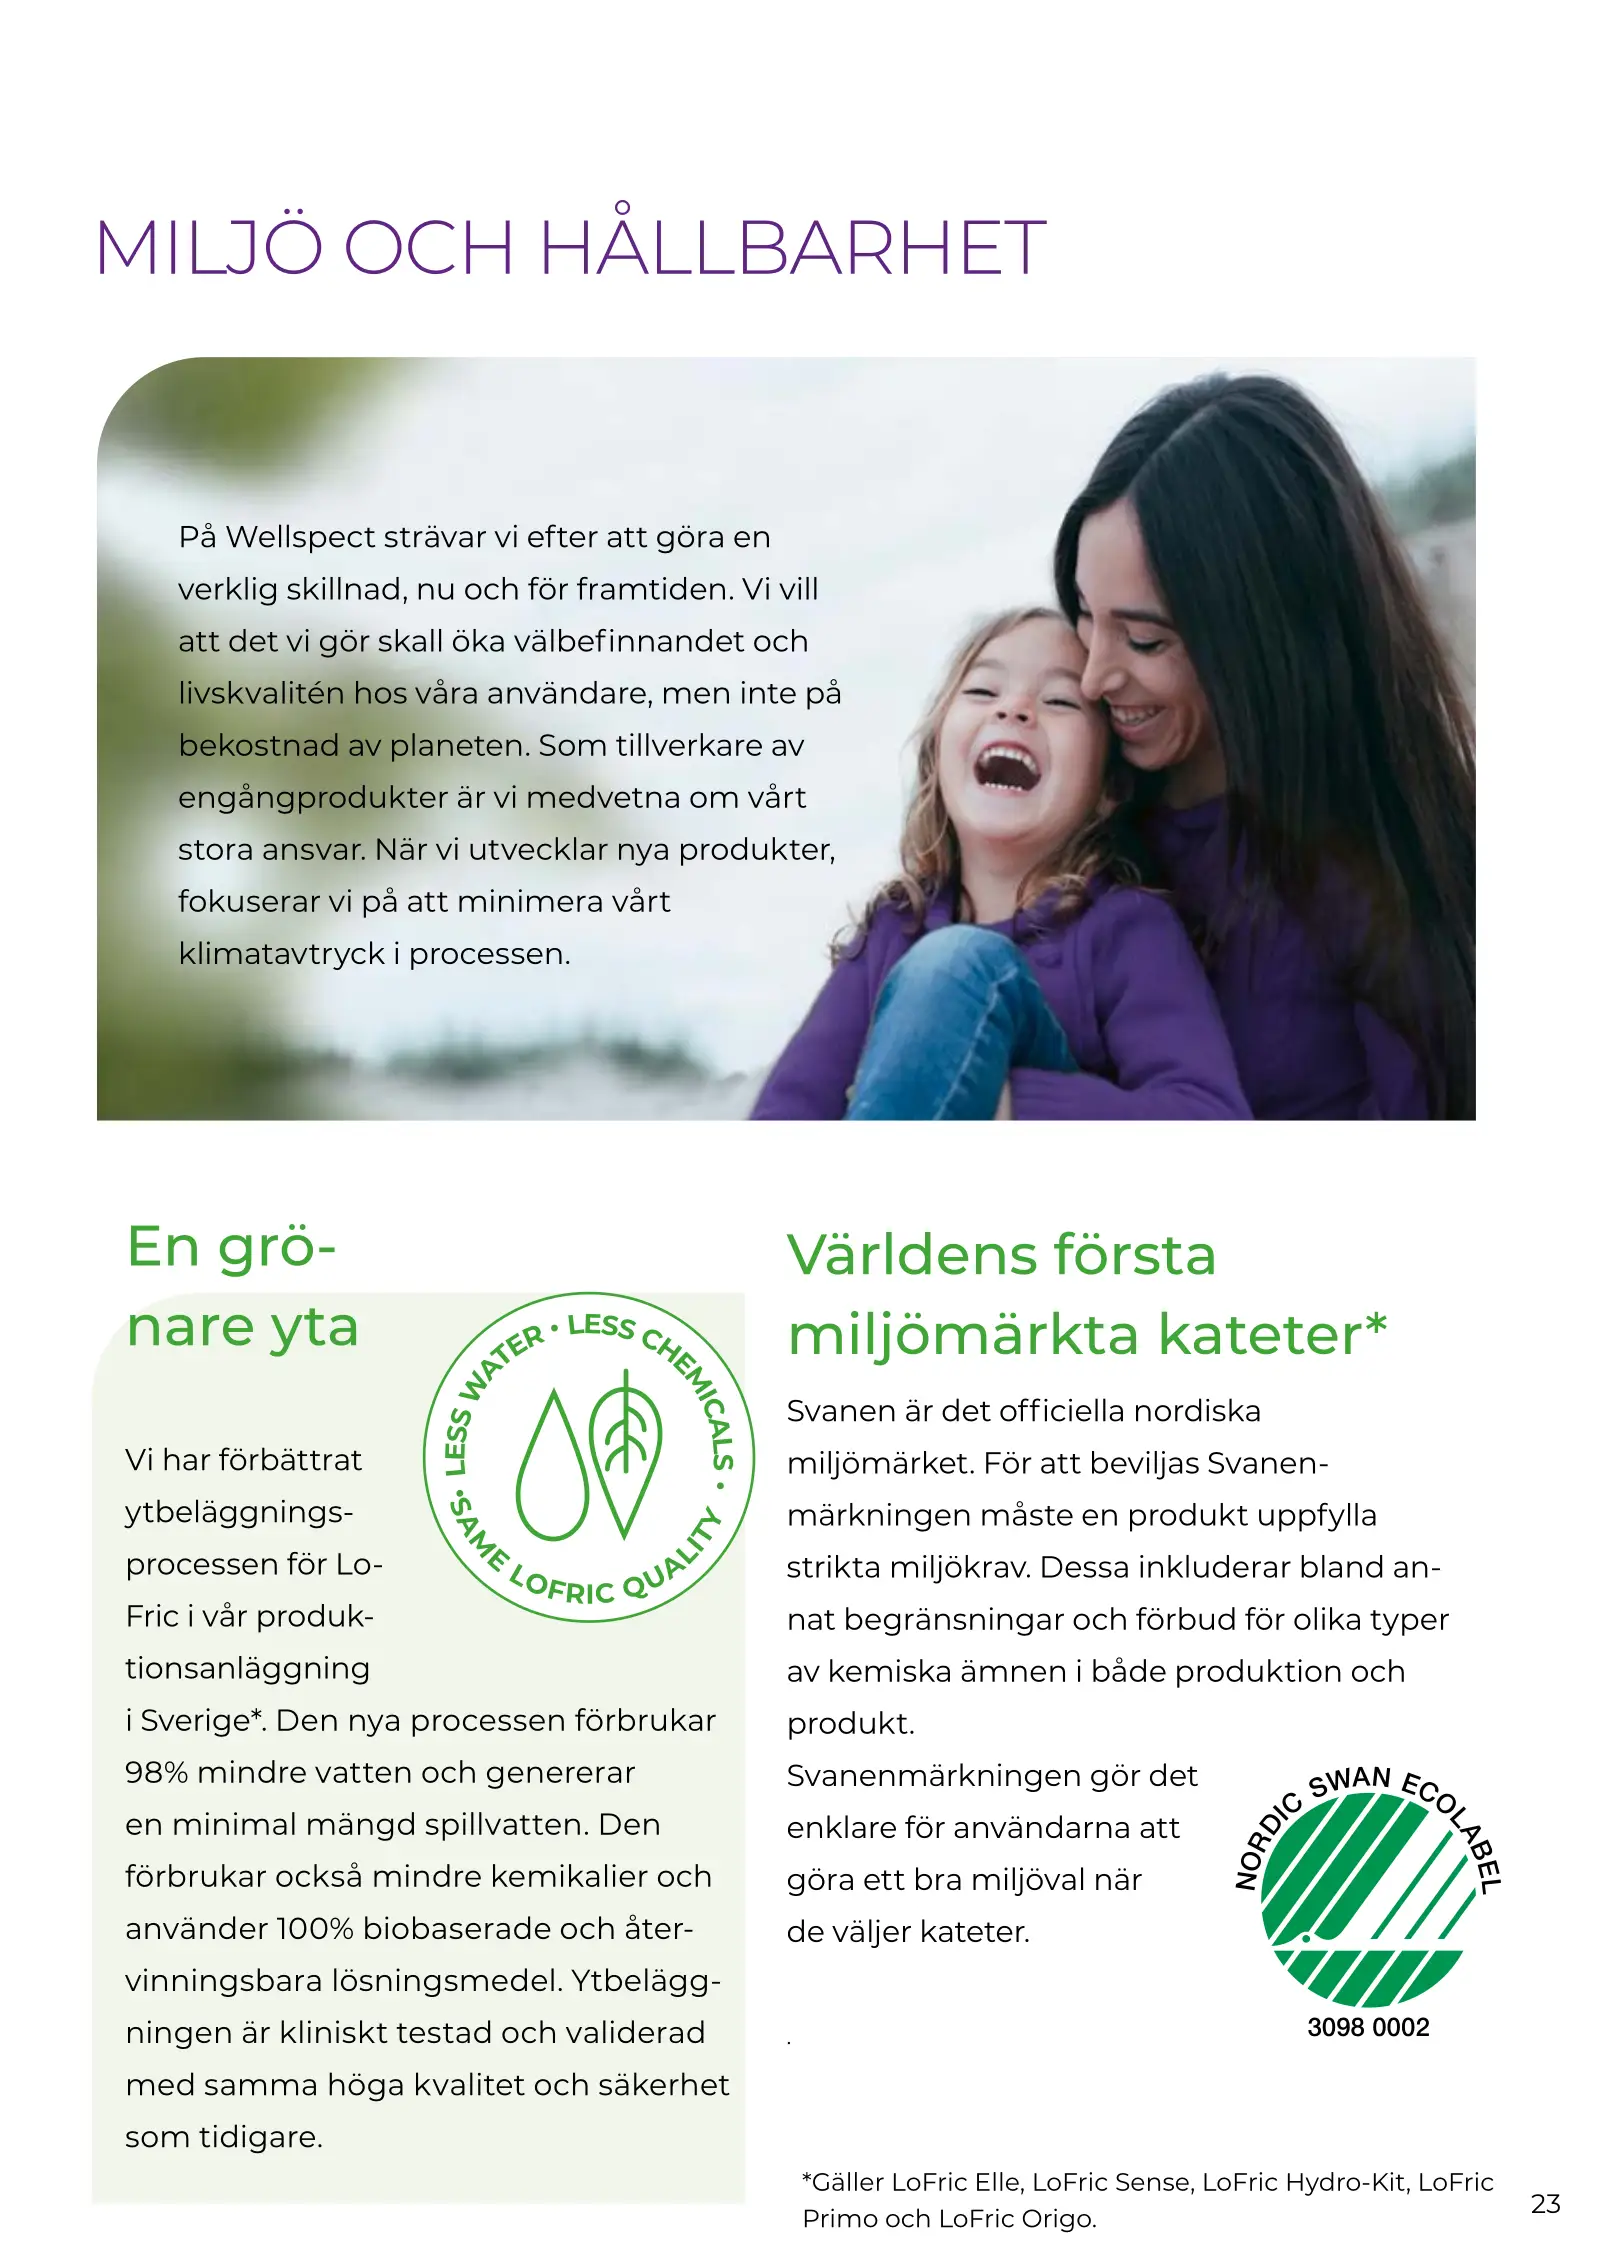 MILJÖ OCH HÅLLBARHET
På Wellspect strävar vi efter att göra en
verklig skillnad, nu och för framtiden. Vi vill
att det vi gör skall öka välbefinnandet och
livskvalitén hos våra användare, men inte på
bekostnad av planeten. Som tillverkare av
engångprodukter är vi medvetna om vårt
stora ansvar. När vi utvecklar nya produkter,
fokuserar vi på att minimera vårt
klimatavtryck i processen.
En grö-
nare yta
LESS WATER • LESS CHEMICALS •
SAME LOFRIC QUALITY •
Vi har förbättrat
ytbeläggnings-
processen för Lo-
Fric i vår produk-
tionsanläggning
i Sverige*. Den nya processen förbrukar
98% mindre vatten och genererar
en minimal mängd spillvatten. Den
förbrukar också mindre kemikalier och
använder 100% biobaserade och åter-
vinningsbara lösningsmedel. Ytbelägg-
ningen är kliniskt testad och validerad
med samma höga kvalitet och säkerhet
som tidigare.
Världens första
miljömärkta kateter*
Svanen är det officiella nordiska
miljömärket. För att beviljas Svanen-
märkningen måste en produkt uppfylla
strikta miljökrav. Dessa inkluderar bland an-
nat begränsningar och förbud för olika typer
av kemiska ämnen i både produktion och
produkt.
Svanenmärkningen gör det
enklare för användarna att
göra ett bra miljöval när
de väljer kateter.
.
NORDIC SWAN ECOLABEL
3098 0002
*Gäller LoFric Elle, LoFric Sense, LoFric Hydro-Kit, LoFric
Primo och LoFric Origo.
23